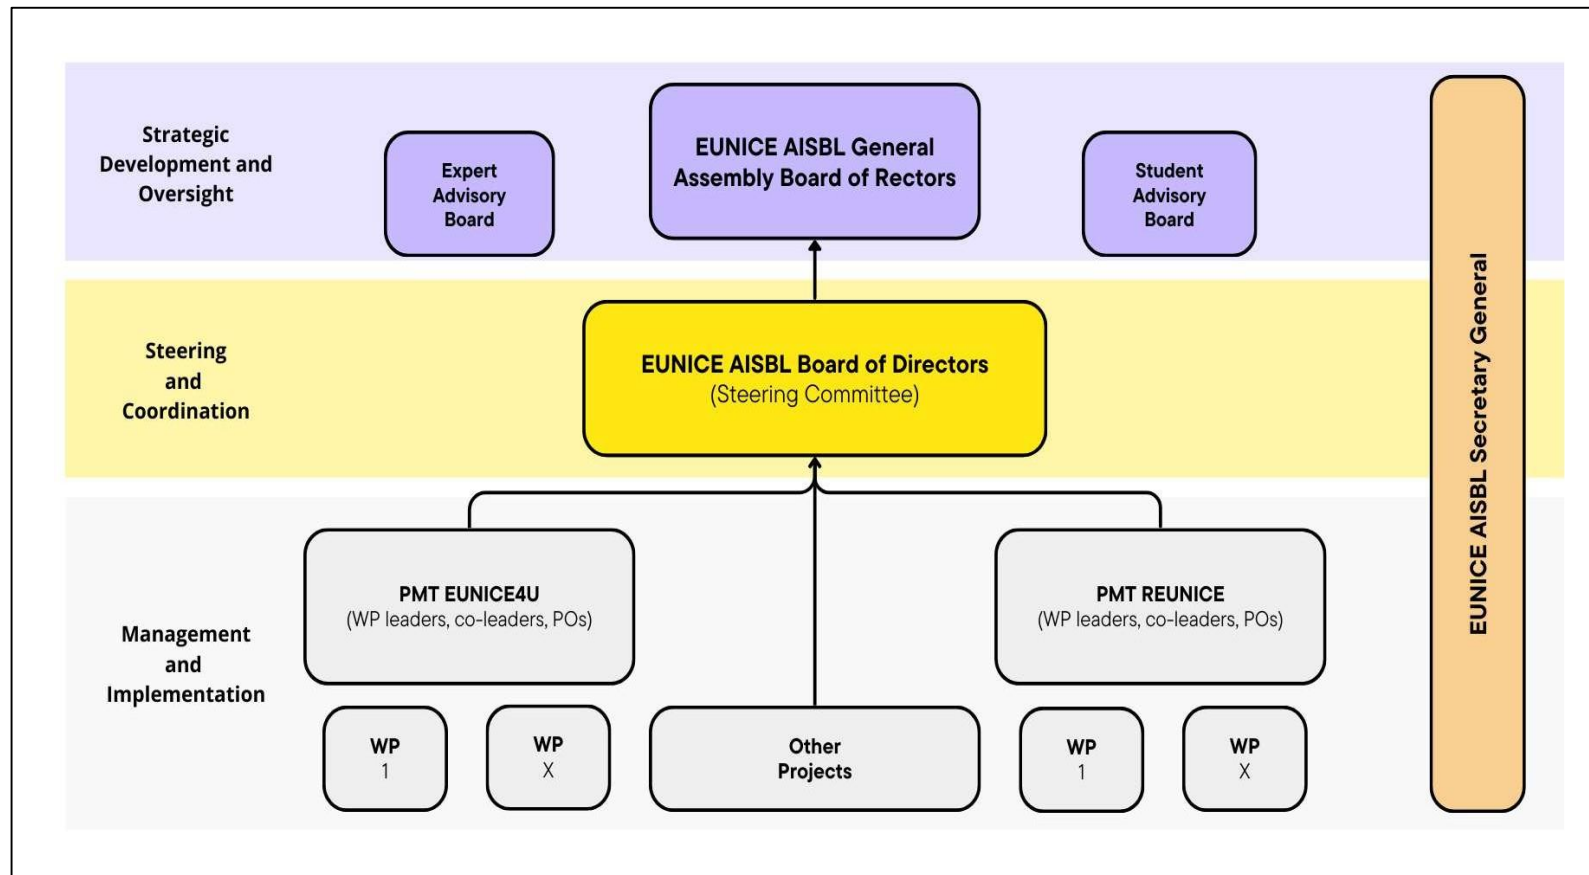 Strategic
Development and
Oversight
Expert
Advisory
Board
EUNICE AISBL General
Assembly Board of Rectors
Student
Advisory
Board
Steering
and
Coordination
EUNICE AISBL Board of Directors
(Steering Committee)
Management
and
Implementation
PMT EUNICE4U
(WP leaders, co-leaders, POs)
PMT REUNICE
(WP leaders, co-leaders, POs)
WP
1
WP
X
Other
Projects
WP
1
WP
X
EUNICE AISBL Secretary General